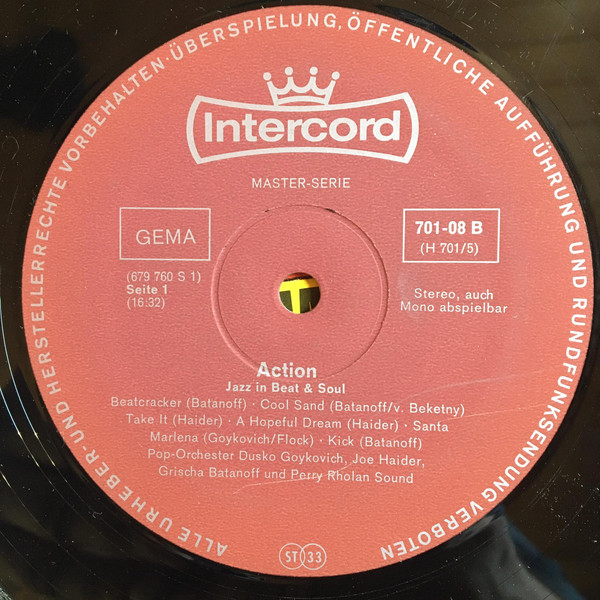 ALLE URHEBER- UND HERSTELLERRECHTE VORBEHALTEN · ÜBERSPIELUNG, ÖFFENTLICHE AUFFÜHRUNG UND RUNDFUNKSENDUNG VERBOTEN
Intercord
MASTER-SERIE
GEMA
701-08 B
(H 701/5)
(679 760 S 1)
Seite 1
(16:32)
Stereo, auch
Mono abspielbar
Action
Jazz in Beat & Soul
Beatcracker (Batanoff) · Cool Sand (Batanoff/v. Beketny)
Take It (Haider) · A Hopeful Dream (Haider) · Santa
Marlena (Goykovich/Flock) · Kick (Batanoff)
Pop-Orchester Dusko Goykovich, Joe Haider,
Grischa Batanoff und Perry Rholan Sound
ST 33